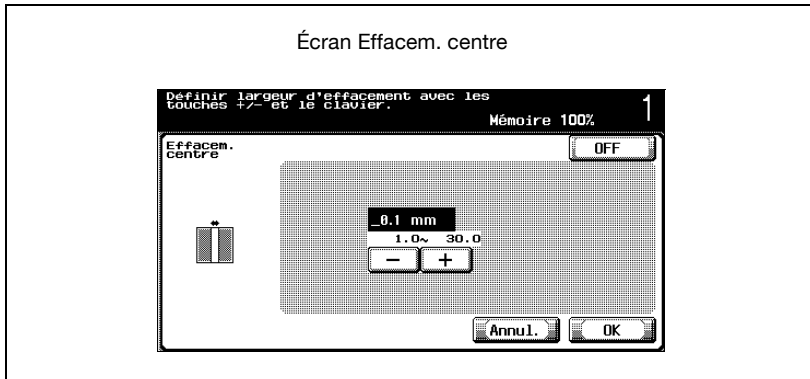 Écran Effacem. centre
Définir largeur d'effacement avec les
touches +/- et le clavier.
Mémoire 100%
1
Effacem.
centre
OFF
_0.1 mm
1.0~ 30.0
− +
Annul. OK